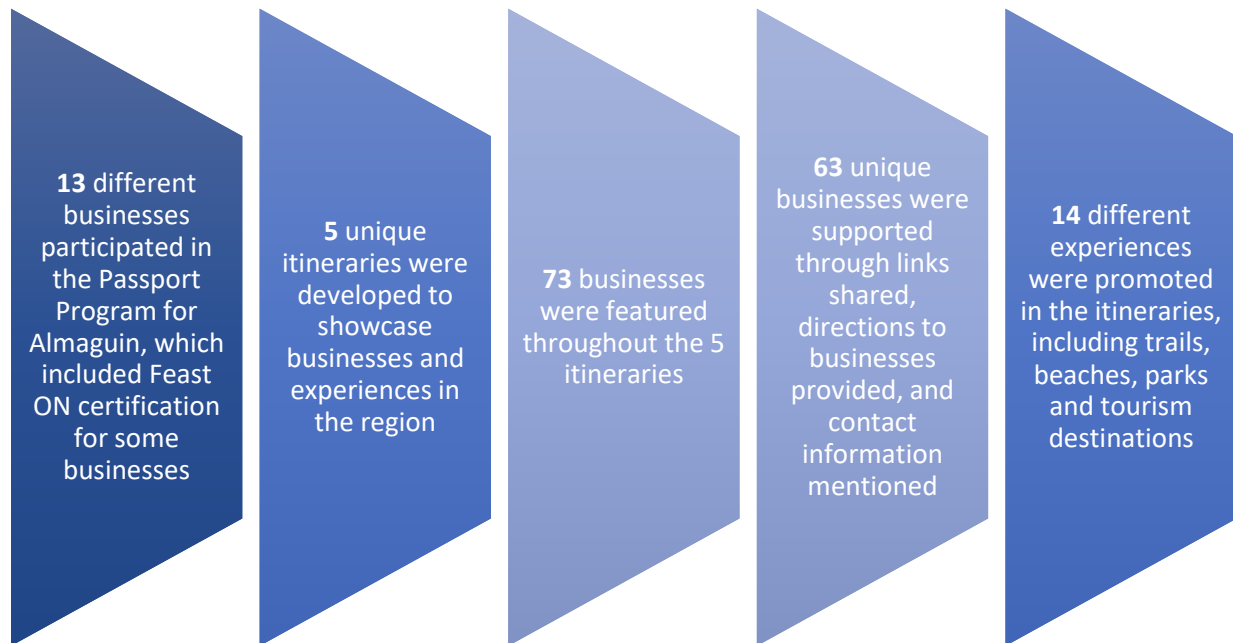 13 different
businesses
participated in
the Passport
Program for
Almaguin, which
included Feast
ON certification
for some
businesses
5 unique
itineraries were
developed to
showcase
businesses and
experiences in
the region
73 businesses
were featured
throughout the 5
itineraries
63 unique
businesses were
supported
through links
shared,
directions to
businesses
provided, and
contact
information
mentioned
14 different
experiences
were promoted
in the itineraries,
including trails,
beaches, parks
and tourism
destinations